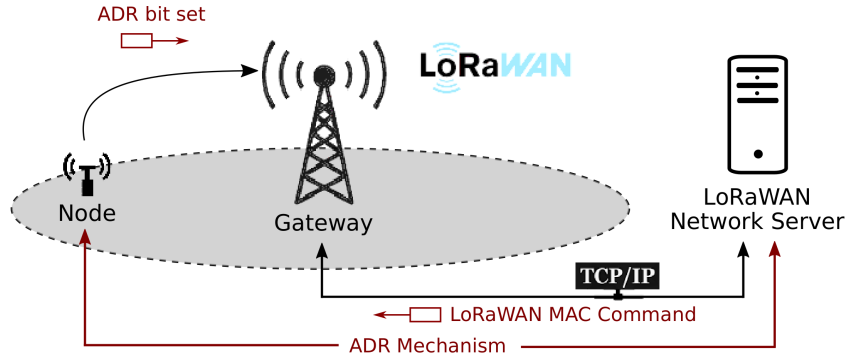 ADR bit set
LoRaWAN
Node
Gateway
LoRaWAN
Network Server
TCP/IP
LoRaWAN MAC Command
ADR Mechanism